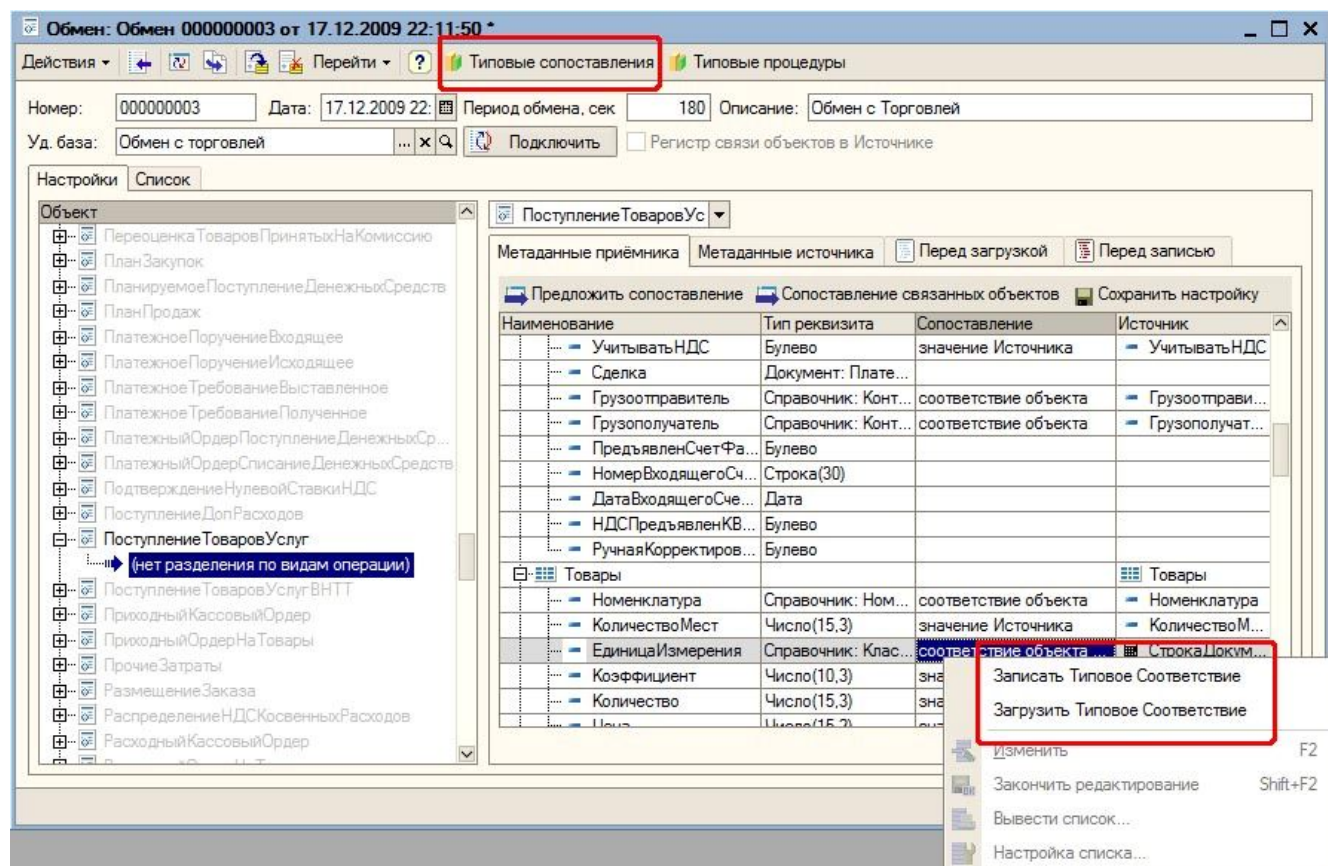 Обмен: Обмен 000000003 от 17.12.2009 22:11:50 *
Действия Перейти ? Типовые сопоставления Типовые процедуры
Номер: 000000003 Дата: 17.12.2009 22: Период обмена, сек 180 Описание: Обмен с Торговлей
Уд. база: Обмен с торговлей ... x Подключить Регистр связи объектов в Источнике
Настройки Список
Объект
ПереоценкаТоваровПринятыхНаКомиссию
ПланЗакупок
ПланируемоеПоступлениеДенежныхСредств
ПланПродаж
ПлатежноеПоручениеВходящее
ПлатежноеПоручениеИсходящее
ПлатежноеТребованиеВыставленное
ПлатежноеТребованиеПолученное
ПлатежныйОрдерПоступлениеДенежныхСр...
ПлатежныйОрдерСписаниеДенежныхСредств
ПодтверждениеНулевойСтавкиНДС
ПоступлениеДопРасходов
ПоступлениеТоваровУслуг
(нет разделения по видам операции)
ПоступлениеТоваровУслугВНТТ
ПриходныйКассовыйОрдер
ПриходныйОрдерНаТовары
ПрочиеЗатраты
РазмещениеЗаказа
РаспределениеНДСКосвенныхРасходов
РасходныйКассовыйОрдер
ПоступлениеТоваровУс
Метаданные приёмника Метаданные источника Перед загрузкой Перед записью
Предложить сопоставление Сопоставление связанных объектов Сохранить настройку
Наименование Тип реквизита Сопоставление Источник
УчитыватьНДС Булево значение Источника УчитыватьНДС
Сделка Документ: Плате...
Грузоотправитель Справочник: Конт... соответствие объекта Грузоотправи...
Грузополучатель Справочник: Конт... соответствие объекта Грузополучат...
ПредъявленСчетФа... Булево
НомерВходящегоСч... Строка(30)
ДатаВходящегоСче... Дата
НДСПредъявленКВ... Булево
РучнаяКорректиров... Булево
Товары Товары
Номенклатура Справочник: Ном... соответствие объекта Номенклатура
КоличествоМест Число(15,3) значение Источника КоличествоМ...
ЕдиницаИзмерения Справочник: Клас... соответствие объекта ... СтрокаДокум...
Коэффициент Число(10,3) зна
Количество Число(15,3) зна
Цена Число(15,2)
Записать Типовое Соответствие
Загрузить Типовое Соответствие
Изменить F2
Закончить редактирование Shift+F2
Вывести список...
Настройка списка...